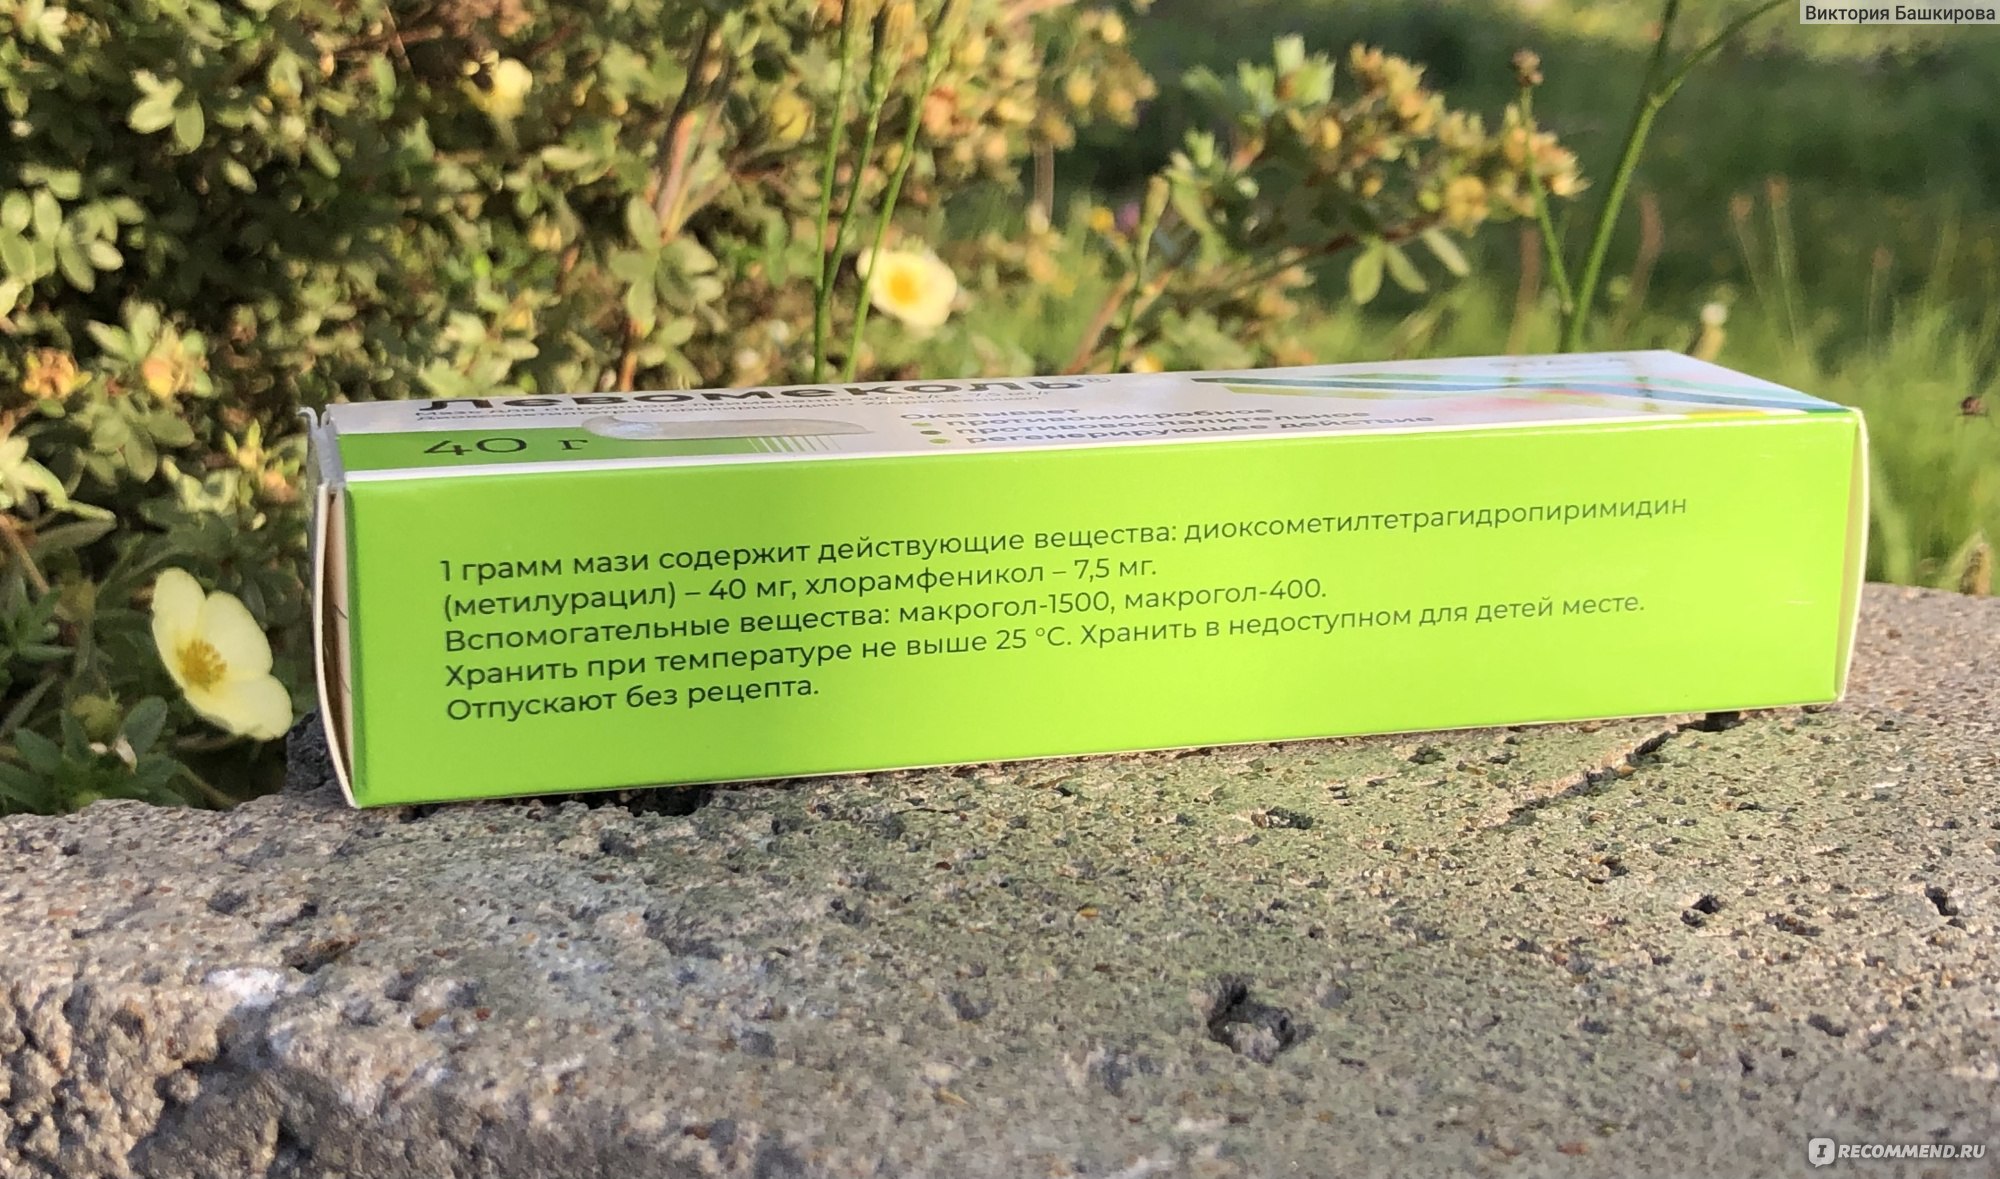 Виктория Башкирова
Левомеколь®
40 г
Оказывает
противомикробное
противовоспалительное
регенерирующее действие
1 грамм мази содержит действующие вещества: диоксометилтетрагидропиримидин
(метилурацил) – 40 мг, хлорамфеникол – 7,5 мг.
Вспомогательные вещества: макрогол-1500, макрогол-400.
Хранить при температуре не выше 25 °С. Хранить в недоступном для детей месте.
Отпускают без рецепта.
IRECOMMEND.RU